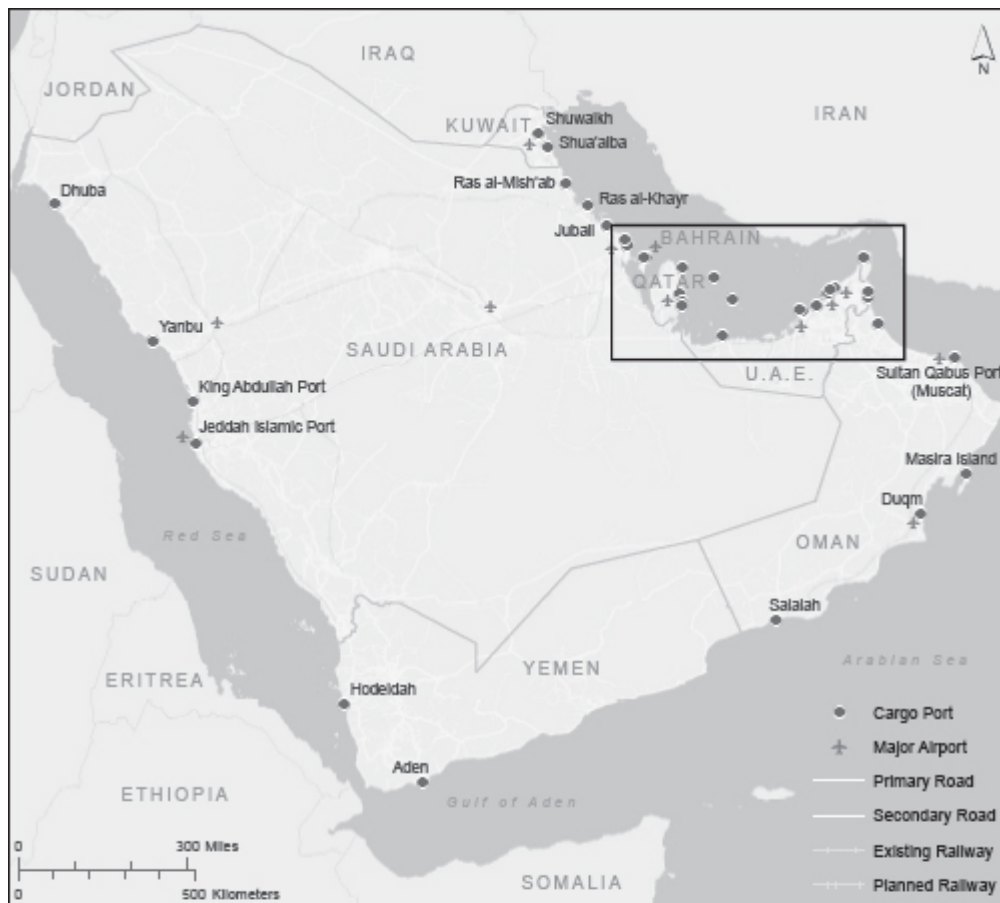 IRAQ
N
JORDAN
IRAN
Shuwaikh
KUWAIT
Shua'alba
Ras al-Mish'ab
Dhuba
Ras al-Khayr
Jubail
BAHRAIN
QATAR
Yanbu
SAUDI ARABIA
U.A.E.
Sultan Qabus Port
(Muscat)
King Abdullah Port
Jeddah Islamic Port
Masira Island
Duqm
Red Sea
OMAN
SUDAN
Salalah
YEMEN
Arabian Sea
ERITREA
Hodeidah
Cargo Port
Major Airport
Aden
Primary Road
ETHIOPIA
Gulf of Aden
Secondary Road
0 300 Miles
Existing Railway
0 500 Kilometers
SOMALIA
Planned Railway